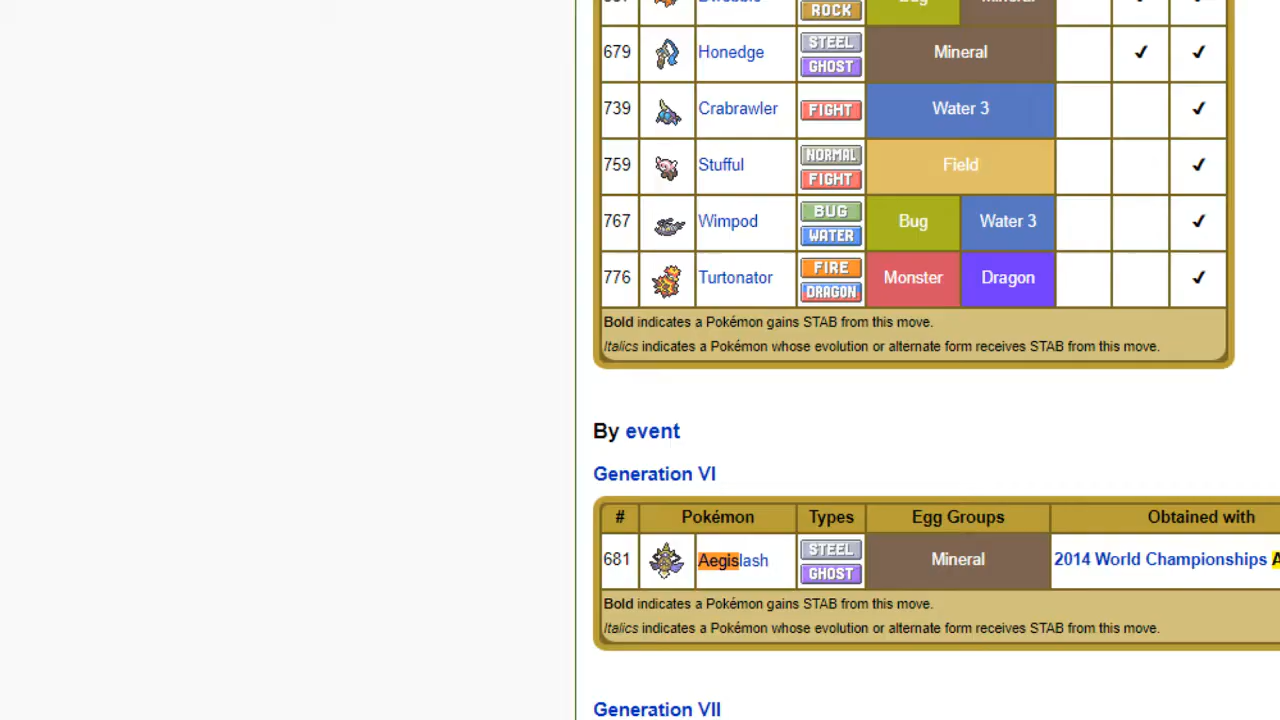 ROCK
679 Honedge STEEL GHOST Mineral ✔ ✔
739 Crabrawler FIGHT Water 3 ✔
759 Stufful NORMAL FIGHT Field ✔
767 Wimpod BUG WATER Bug Water 3 ✔
776 Turtonator FIRE DRAGON Monster Dragon ✔
Bold indicates a Pokémon gains STAB from this move.
Italics indicates a Pokémon whose evolution or alternate form receives STAB from this move.
By event
Generation VI
# Pokémon Types Egg Groups Obtained with
681 Aegislash STEEL GHOST Mineral 2014 World Championships A
Bold indicates a Pokémon gains STAB from this move.
Italics indicates a Pokémon whose evolution or alternate form receives STAB from this move.
Generation VII